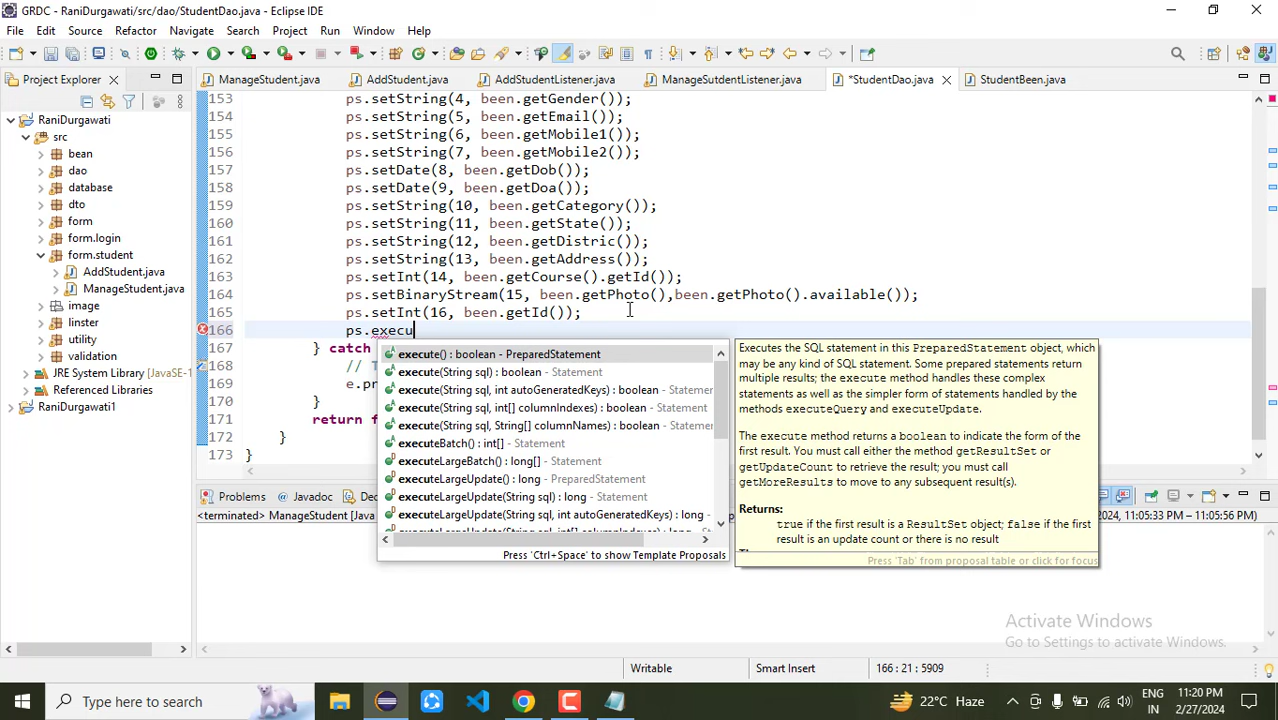 GRDC - RaniDurgawati/src/dao/StudentDao.java - Eclipse IDE
File Edit Source Refactor Navigate Search Project Run Window Help
Project Explorer
ManageStudent.java AddStudent.java AddStudentListener.java ManageSutdentListener.java *StudentDao.java StudentBeen.java
RaniDurgawati
src
bean
dao
database
dto
form
form.login
form.student
AddStudent.java
ManageStudent.java
image
linster
utility
validation
JRE System Library [JavaSE-1
Referenced Libraries
RaniDurgawati1
153 ps.setString(4, been.getGender());
154 ps.setString(5, been.getEmail());
155 ps.setString(6, been.getMobile1());
156 ps.setString(7, been.getMobile2());
157 ps.setDate(8, been.getDob());
158 ps.setDate(9, been.getDoa());
159 ps.setString(10, been.getCategory());
160 ps.setString(11, been.getState());
161 ps.setString(12, been.getDistric());
162 ps.setString(13, been.getAddress());
163 ps.setInt(14, been.getCourse().getId());
164 ps.setBinaryStream(15, been.getPhoto(),been.getPhoto().available());
165 ps.setInt(16, been.getId());
166 ps.execu
167 } catch
168 // T
169 e.pr
170 }
171 return f
172 }
173 }
execute() : boolean - PreparedStatement
execute(String sql) : boolean - Statement
execute(String sql, int autoGeneratedKeys) : boolean - Statemer
execute(String sql, int[] columnIndexes) : boolean - Statement
execute(String sql, String[] columnNames) : boolean - Statemer
executeBatch() : int[] - Statement
executeLargeBatch() : long[] - Statement
executeLargeUpdate() : long - PreparedStatement
executeLargeUpdate(String sql) : long - Statement
executeLargeUpdate(String sql, int autoGeneratedKeys) : long -
Press 'Ctrl+Space' to show Template Proposals
Executes the SQL statement in this PreparedStatement object, which
may be any kind of SQL statement. Some prepared statements return
multiple results; the execute method handles these complex
statements as well as the simpler form of statements handled by the
methods executeQuery and executeUpdate.
The execute method returns a boolean to indicate the form of the
first result. You must call either the method getResultSet or
getUpdateCount to retrieve the result; you must call
getMoreResults to move to any subsequent result(s).
Returns:
true if the first result is a ResultSet object; false if the first
result is an update count or there is no result
Press 'Tab' from proposal table or click for focus
Problems Javadoc Dec
<terminated> ManageStudent [Java 2024, 11:05:33 PM – 11:05:56 PM)
Activate Windows
Go to Settings to activate Windows.
Writable Smart Insert 166 : 21 : 5909
Type here to search
22°C Haze
ENG
IN
11:20 PM
2/27/2024